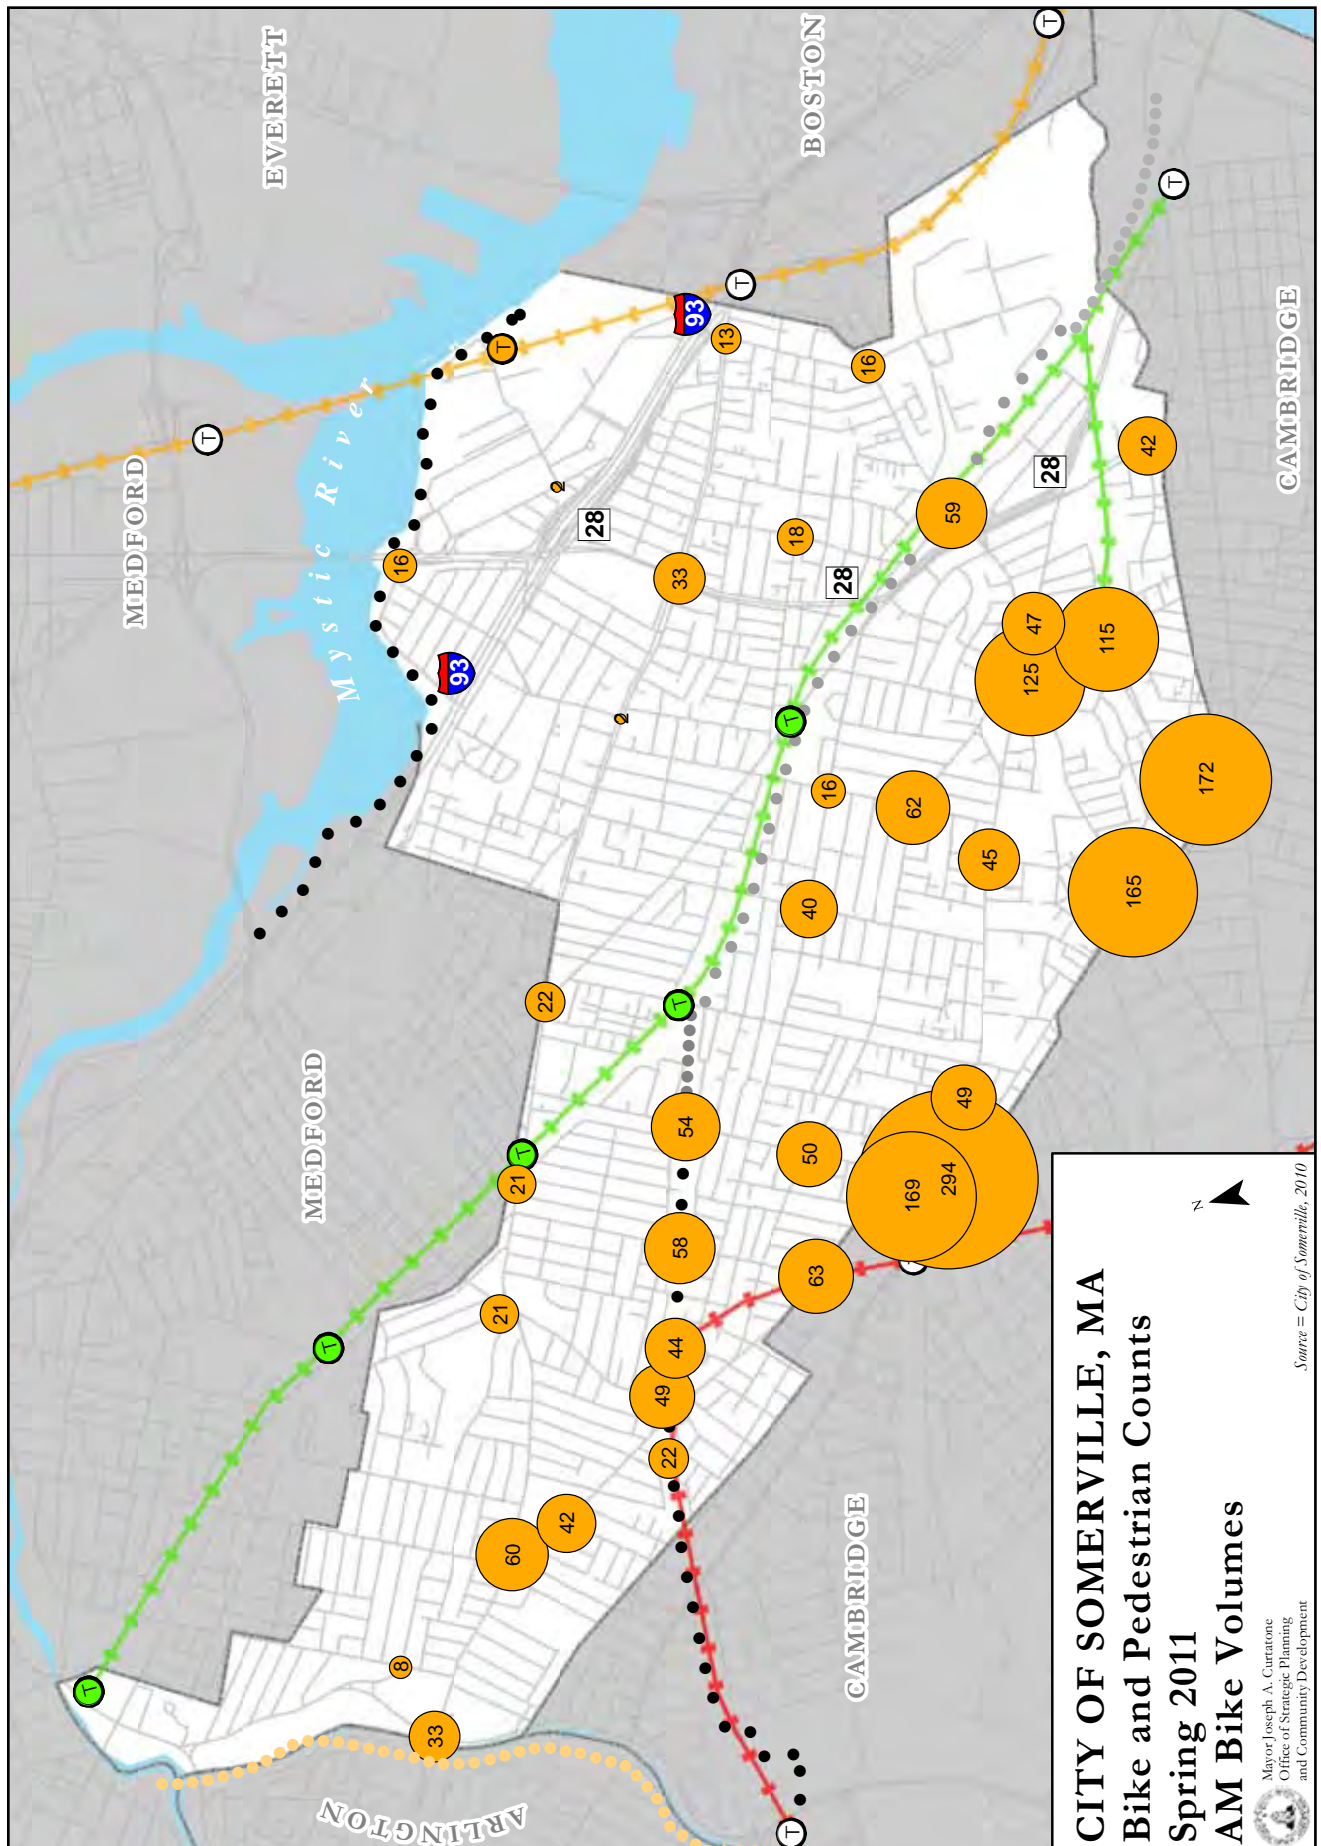 T
MEDFORD
T
EVERETT
MEDFORD
T
Mystic River
8
16
ARLINGTON
33
93
60
21
21
T
T
42
22
2
28
2
49
22
44
58
54
T
33
93
13
T
T
T
18
63
50
40
16
BOSTON
28
CAMBRIDGE
16
169
62
294
49
59
45
125
47
28
T
115
165
42
T
172
CAMBRIDGE
CITY OF SOMERVILLE, MA
Bike and Pedestrian Counts
Spring 2011
AM Bike Volumes
N
Mayor Joseph A. Curtatone
Office of Strategic Planning
and Community Development
Source = City of Somerville, 2010